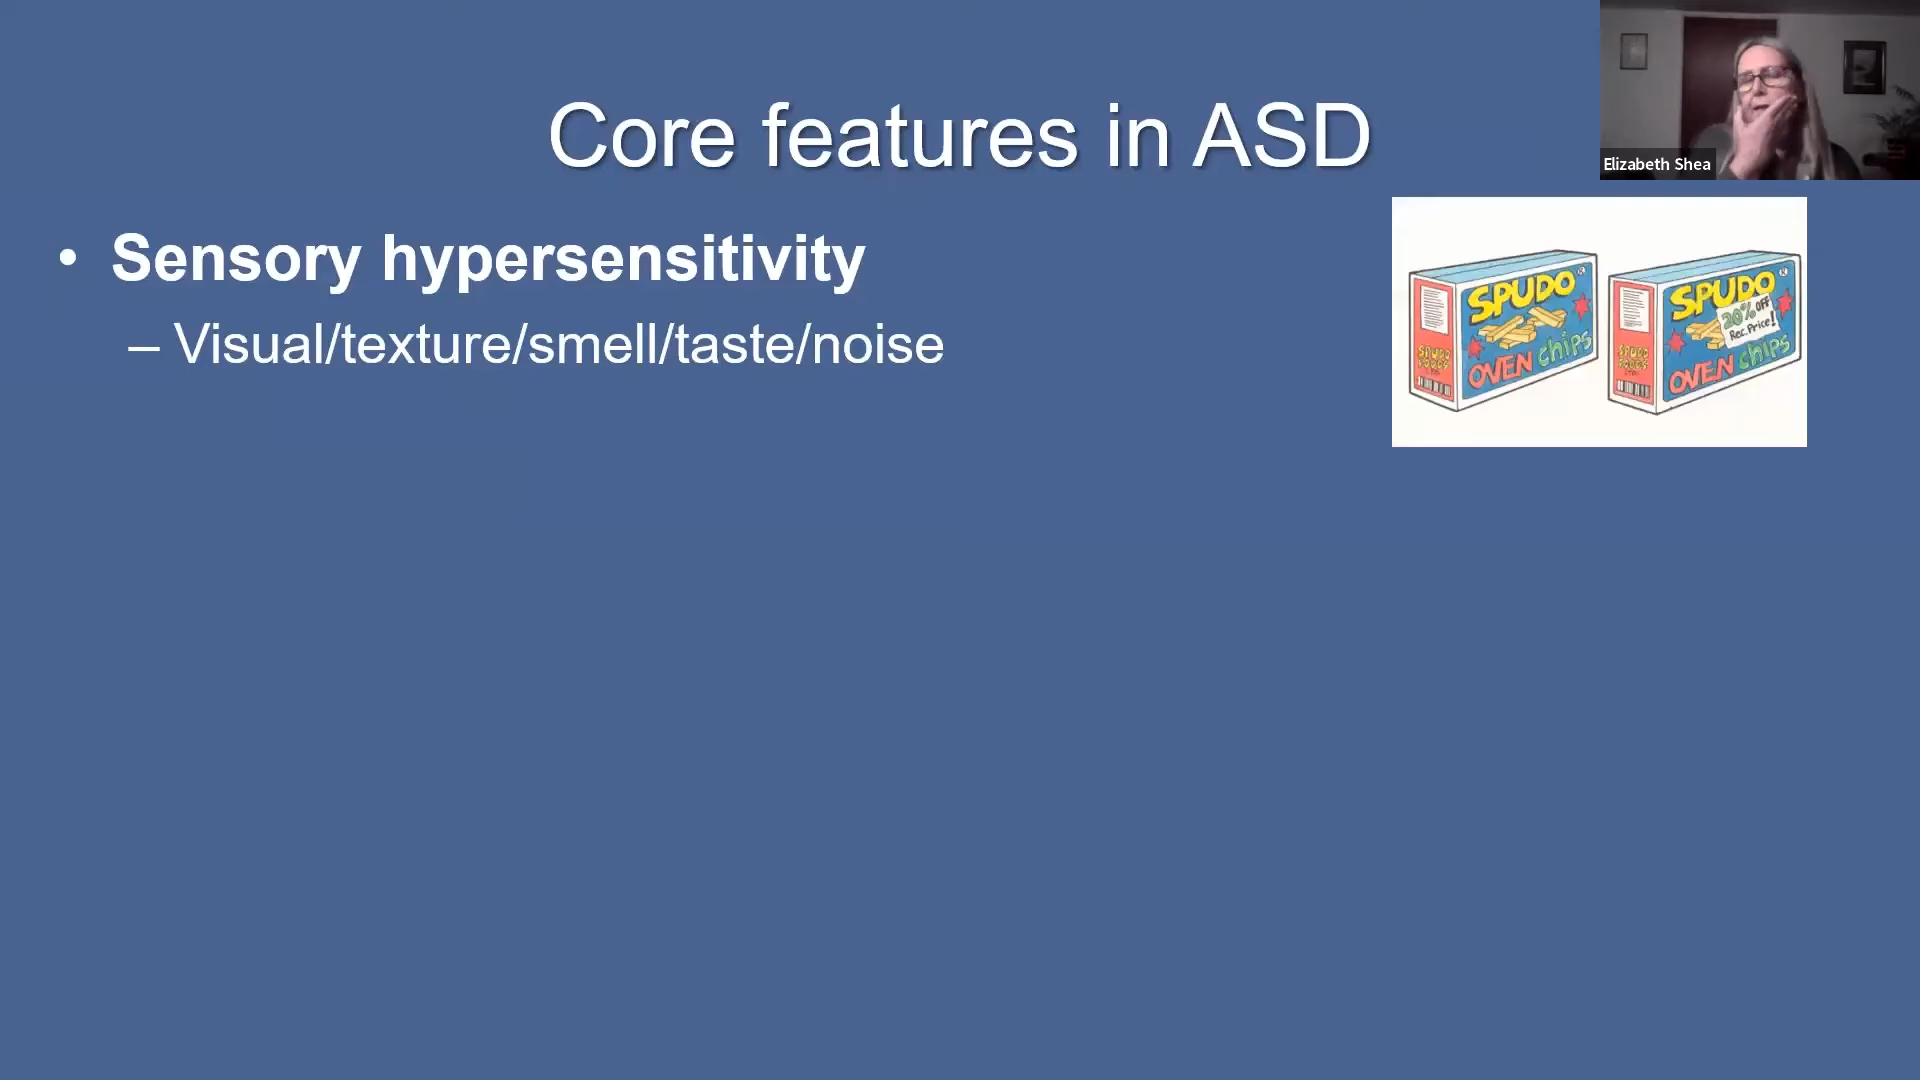 Core features in ASD
Elizabeth Shea
• Sensory hypersensitivity
– Visual/texture/smell/taste/noise
SPUDO
OVEN chips
SPUDO
20% OFF
Rec. Price!
OVEN chips